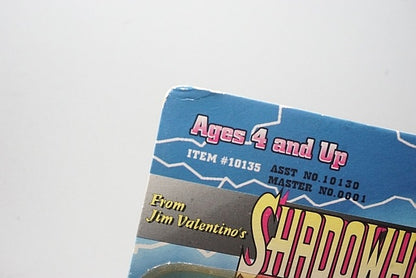 Ages 4 and Up
ITEM #10135
ASST NO.10130
MASTER NO.0001
From
Jim Valentino's